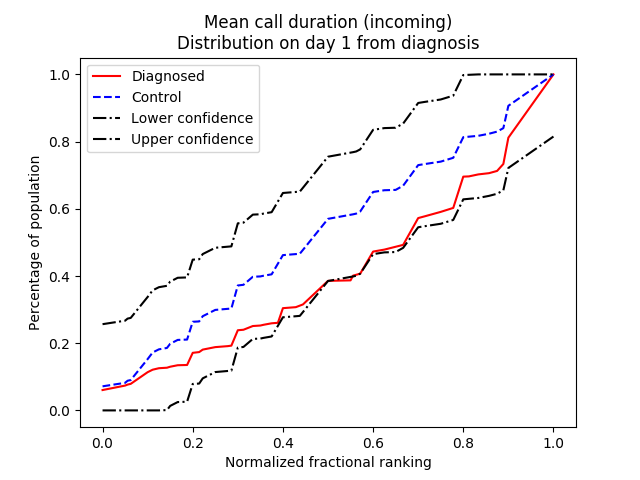 Mean call duration (incoming)
Distribution on day 1 from diagnosis
Diagnosed
Control
Lower confidence
Upper confidence
Percentage of population
1.0
0.8
0.6
0.4
0.2
0.0
0.0 0.2 0.4 0.6 0.8 1.0
Normalized fractional ranking